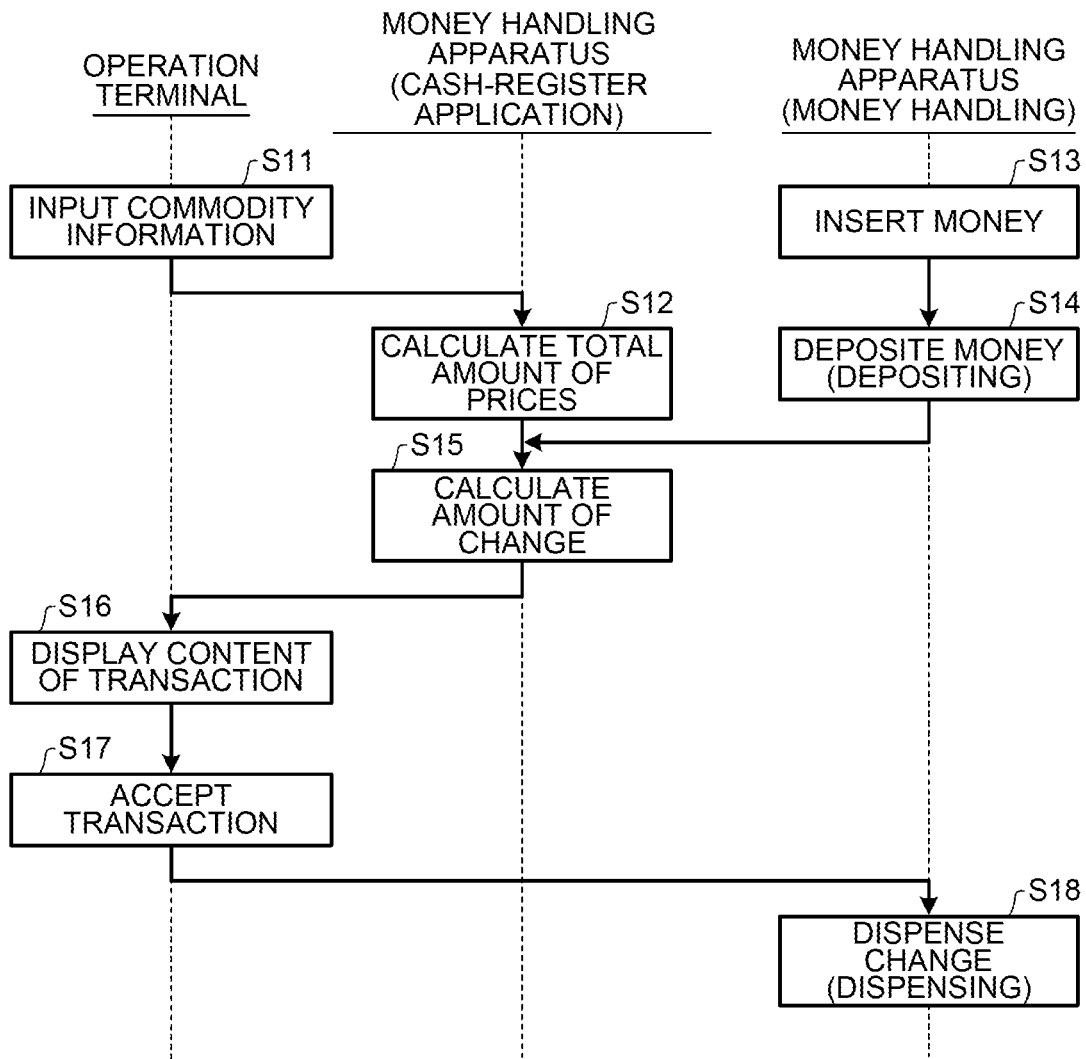 OPERATION
TERMINAL
MONEY HANDLING
APPARATUS
(CASH-REGISTER
APPLICATION)
MONEY HANDLING
APPARATUS
(MONEY HANDLING)
S11
INPUT COMMODITY
INFORMATION
S13
INSERT MONEY
S12
CALCULATE TOTAL
AMOUNT OF
PRICES
S14
DEPOSITE MONEY
(DEPOSITING)
S15
CALCULATE
AMOUNT OF
CHANGE
S16
DISPLAY CONTENT
OF TRANSACTION
S17
ACCEPT
TRANSACTION
S18
DISPENSE
CHANGE
(DISPENSING)